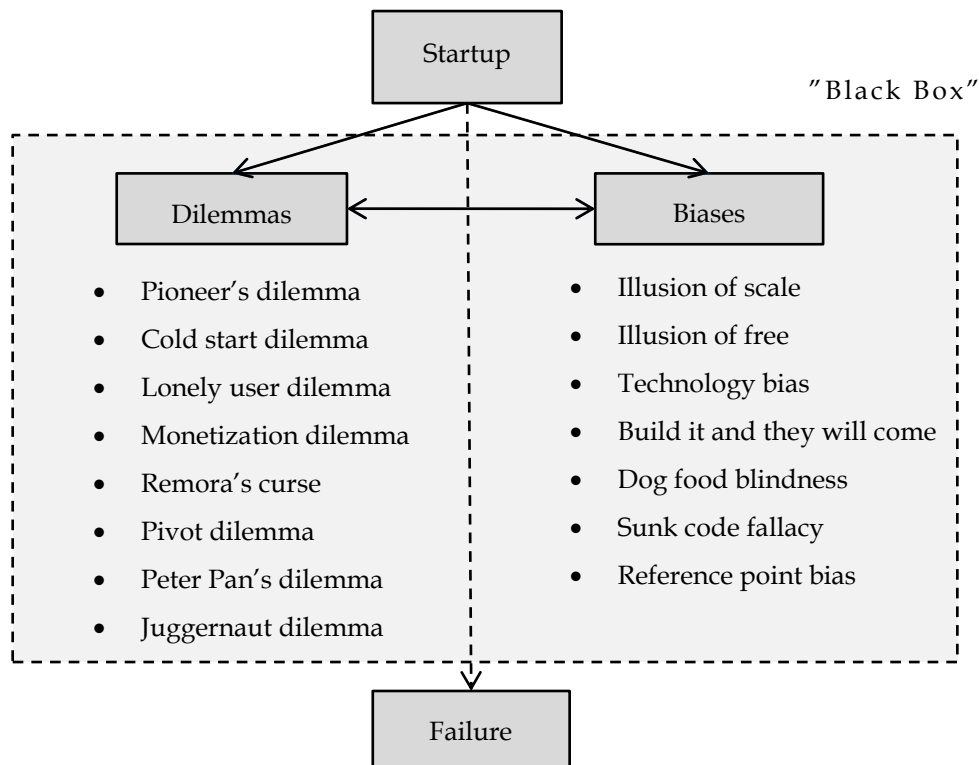 Startup
”Black Box”
Dilemmas
Biases
• Pioneer’s dilemma
• Cold start dilemma
• Lonely user dilemma
• Monetization dilemma
• Remora’s curse
• Pivot dilemma
• Peter Pan’s dilemma
• Juggernaut dilemma
• Illusion of scale
• Illusion of free
• Technology bias
• Build it and they will come
• Dog food blindness
• Sunk code fallacy
• Reference point bias
Failure